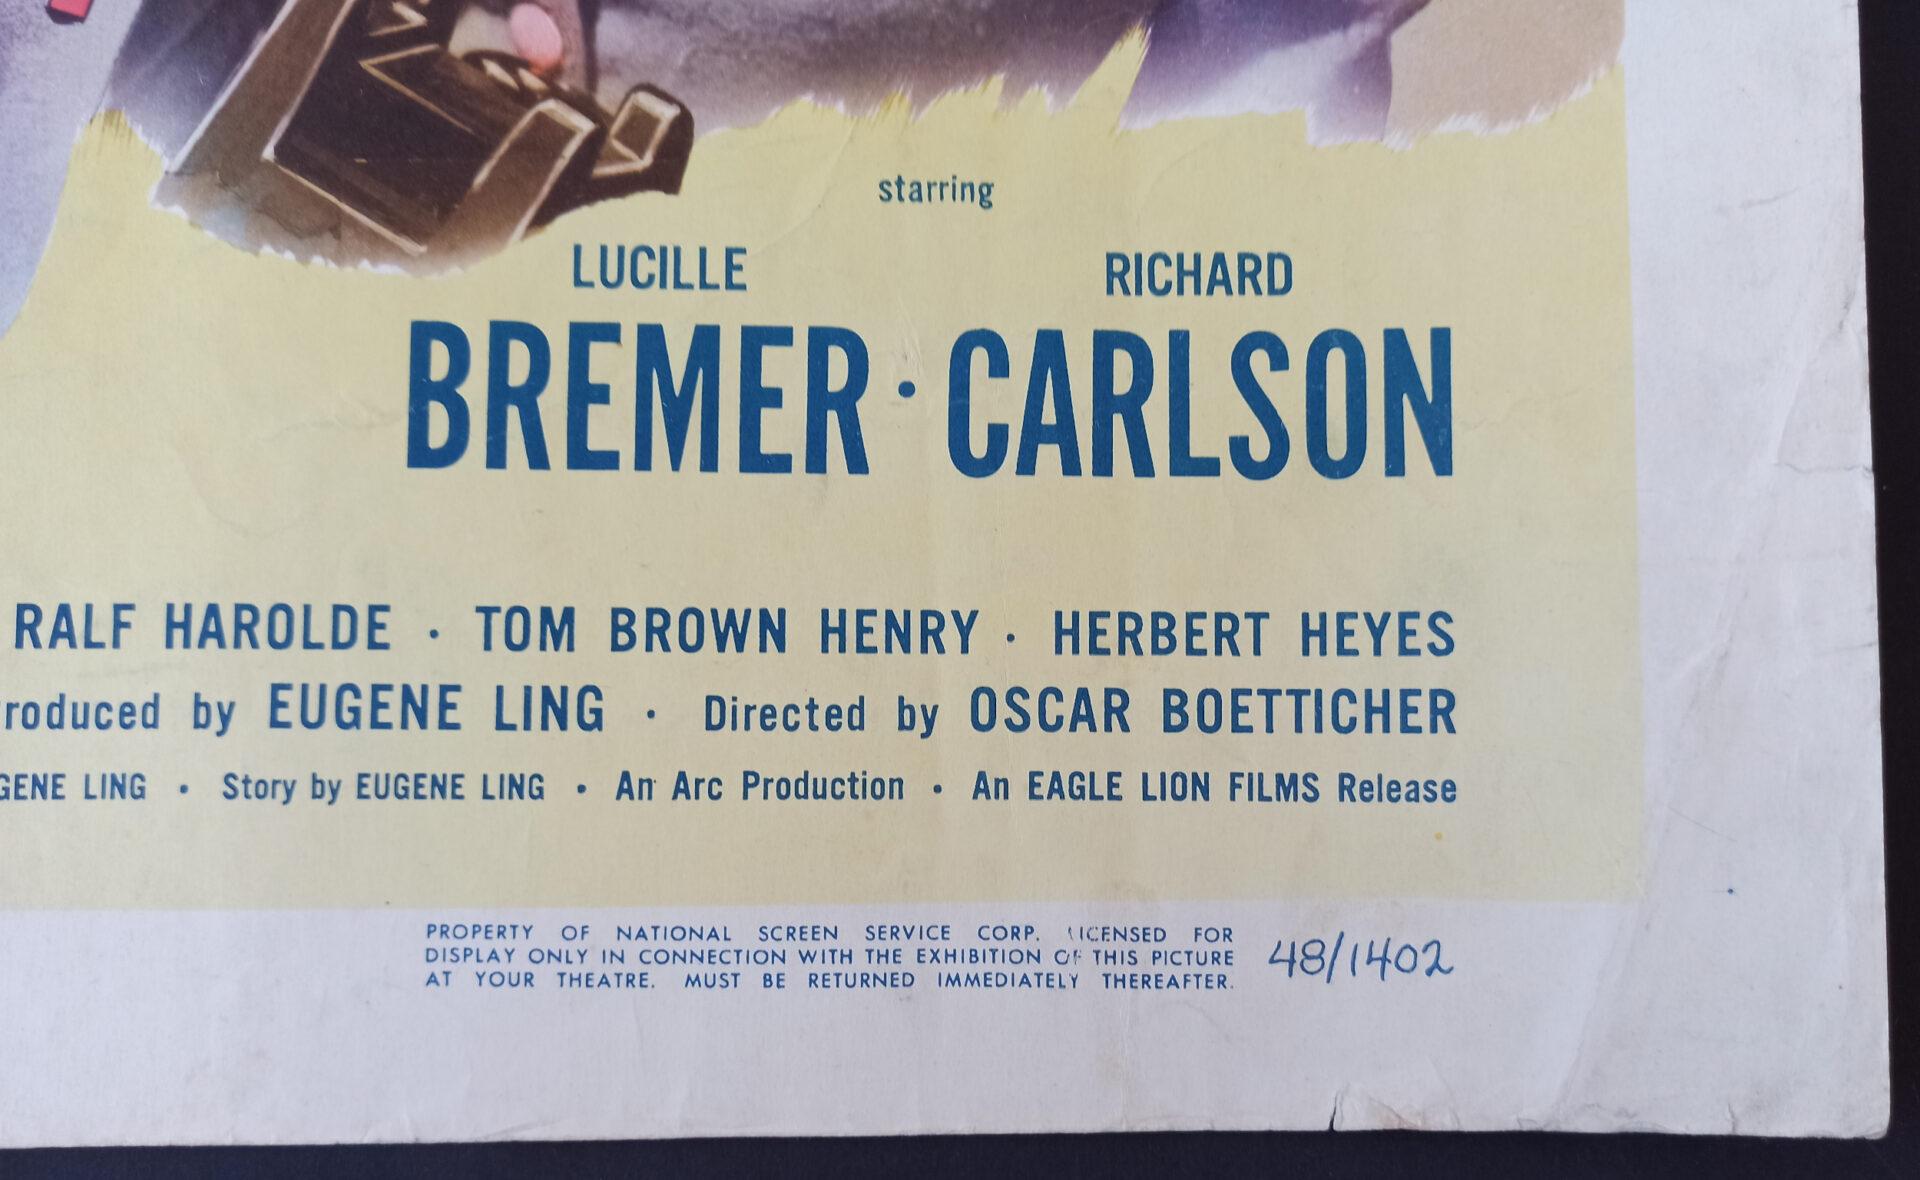 starring
LUCILLE RICHARD
BREMER · CARLSON
RALF HAROLDE · TOM BROWN HENRY · HERBERT HEYES
roduced by EUGENE LING · Directed by OSCAR BOETTICHER
GENE LING · Story by EUGENE LING · An Arc Production · An EAGLE LION FILMS Release
PROPERTY OF NATIONAL SCREEN SERVICE CORP. LICENSED FOR
DISPLAY ONLY IN CONNECTION WITH THE EXHIBITION OF THIS PICTURE
AT YOUR THEATRE. MUST BE RETURNED IMMEDIATELY THEREAFTER.
48/1402